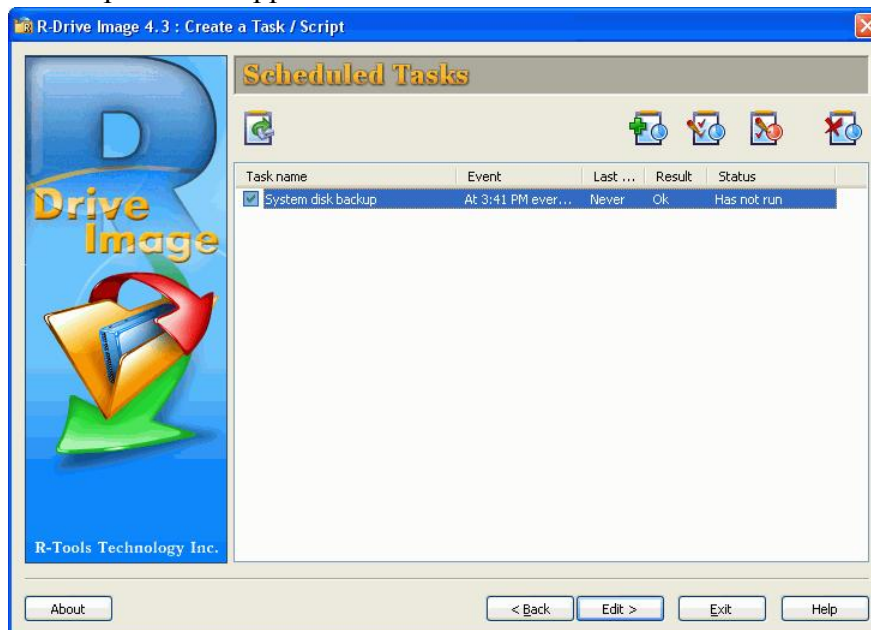 R-Drive Image 4.3 : Create a Task / Script
Scheduled Tasks
Drive
Image
R-Tools Technology Inc.
Task name Event Last ... Result Status
System disk backup At 3:41 PM ever... Never Ok Has not run
About < Back Edit > Exit Help